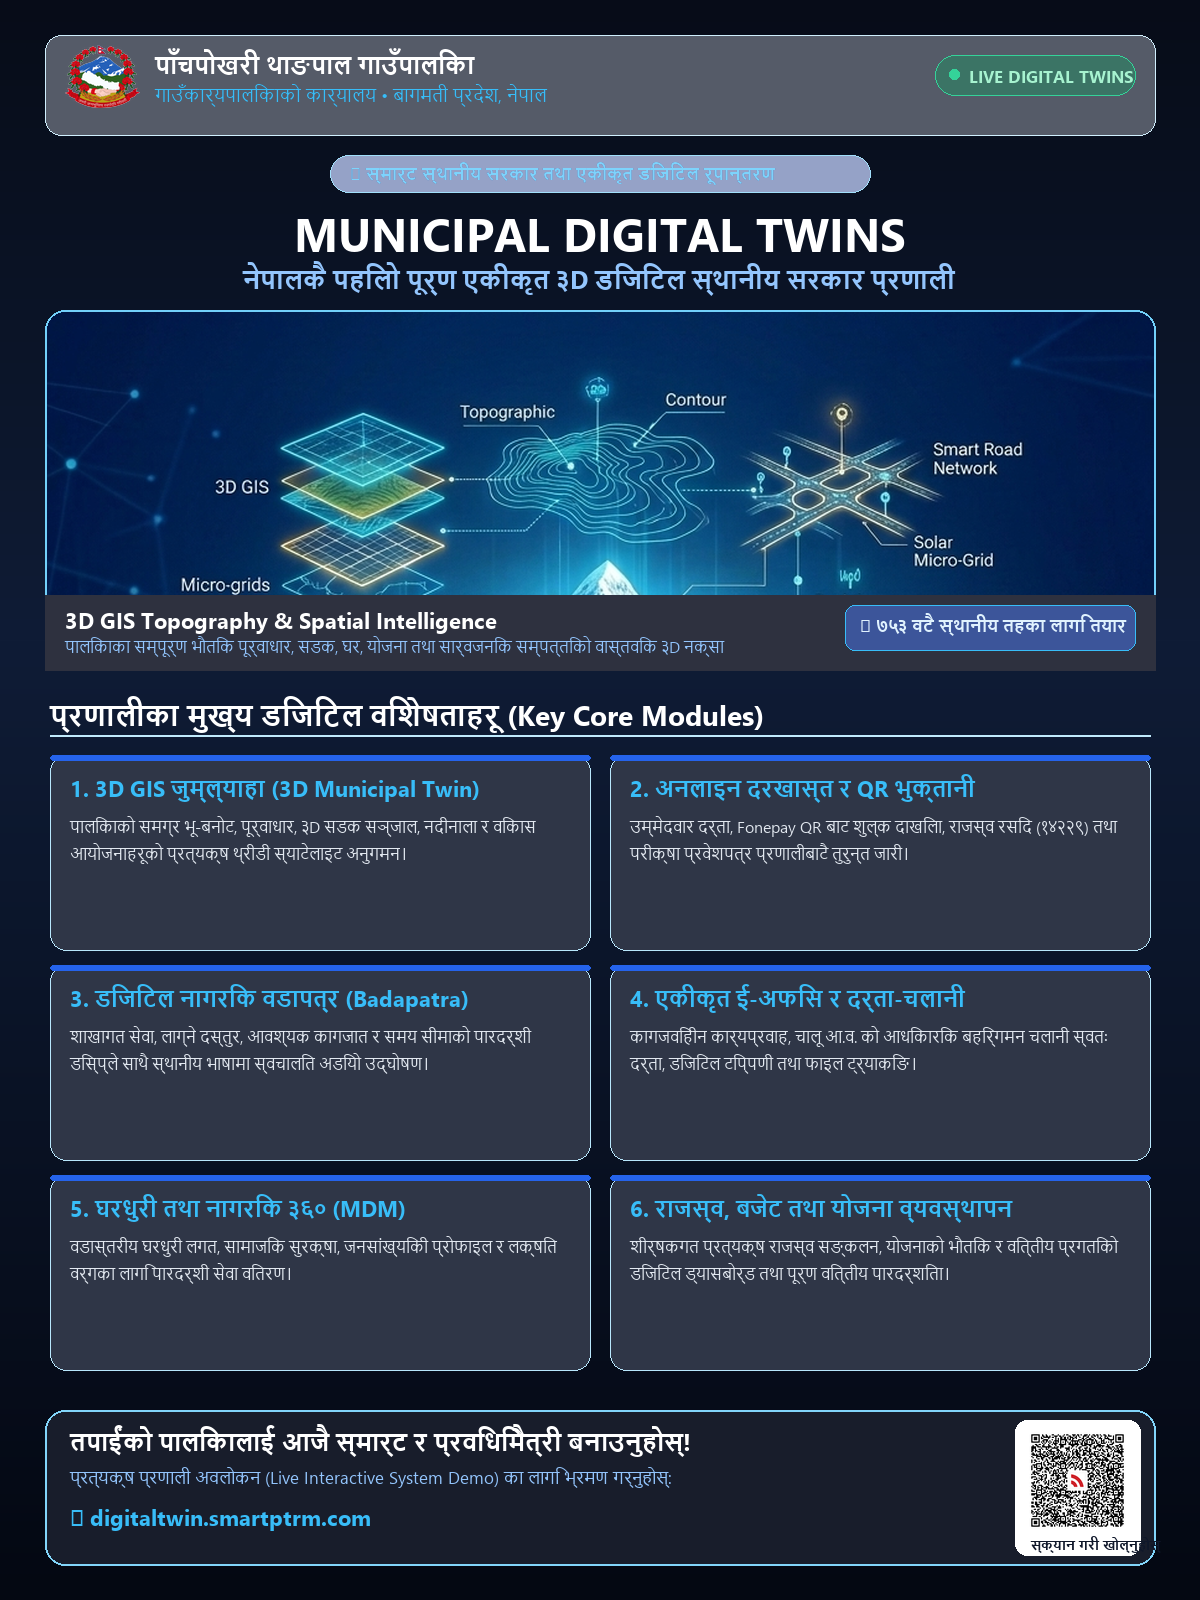 पाँचपोखरी थाङपाल गाउँपालिका
गाउँकार्यपालिकाको कार्यालय • बागमती प्रदेश, नेपाल
LIVE DIGITAL TWINS
स्मार्ट स्थानीय सरकार तथा एकीकृत डिजिटल रूपान्तरण
MUNICIPAL DIGITAL TWINS
नेपालकै पहिलो पूर्ण एकीकृत ३D डिजिटल स्थानीय सरकार प्रणाली
Topographic
Contour
3D GIS
Smart Road
Network
Solar
Micro-Grid
Micro-grids
3D GIS Topography & Spatial Intelligence
पालिकाका सम्पूर्ण भौतिक पूर्वाधार, सडक, घर, योजना तथा सार्वजनिक सम्पत्तिको वास्तविक ३D नक्सा
७५३ वटै स्थानीय तहका लागि तयार
प्रणालीका मुख्य डिजिटल विशेषताहरू (Key Core Modules)
1. 3D GIS जुम्ल्याहा (3D Municipal Twin)
पालिकाको समग्र भू-बनोट, पूर्वाधार, ३D सडक सञ्जाल, नदीनाला र विकास
आयोजनाहरूको प्रत्यक्ष थ्रीडी स्याटेलाइट अनुगमन।
2. अनलाइन दरखास्त र QR भुक्तानी
उम्मेदवार दर्ता, Fonepay QR बाट शुल्क दाखिला, राजस्व रसिद (१४२२९) तथा
परीक्षा प्रवेशपत्र प्रणालीबाटै तुरुन्त जारी।
3. डिजिटल नागरिक वडापत्र (Badapatra)
शाखागत सेवा, लाग्ने दस्तुर, आवश्यक कागजात र समय सीमाको पारदर्शी
डिस्प्ले साथै स्थानीय भाषामा स्वचालित अडियो उद्घोषण।
4. एकीकृत ई-अफिस र दर्ता-चलानी
कागजविहीन कार्यप्रवाह, चालू आ.व. को आधिकारिक बहिर्गमन चलानी स्वतः
दर्ता, डिजिटल टिप्पणी तथा फाइल ट्र्याकिङ।
5. घरधुरी तथा नागरिक ३६० (MDM)
वडास्तरीय घरधुरी लगत, सामाजिक सुरक्षा, जनसांख्यिकी प्रोफाइल र लक्षित
वर्गका लागि पारदर्शी सेवा वितरण।
6. राजस्व, बजेट तथा योजना व्यवस्थापन
शीर्षकगत प्रत्यक्ष राजस्व सङ्कलन, योजनाको भौतिक र वित्तीय प्रगतिको
डिजिटल ड्यासबोर्ड तथा पूर्ण वित्तीय पारदर्शिता।
तपाईंको पालिकालाई आजै स्मार्ट र प्रविधिमैत्री बनाउनुहोस्!
प्रत्यक्ष प्रणाली अवलोकन (Live Interactive System Demo) का लागि भ्रमण गर्नुहोस्:
digitaltwin.smartptrm.com
स्क्यान गरी